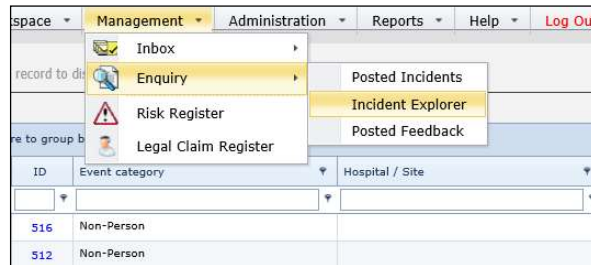 kspace Management Administration Reports Help Log Ou
Inbox
record to di
Enquiry
Posted Incidents
Incident Explorer
Risk Register
Posted Feedback
re to group b
Legal Claim Register
ID Event category Hospital / Site
516 Non-Person
512 Non-Person